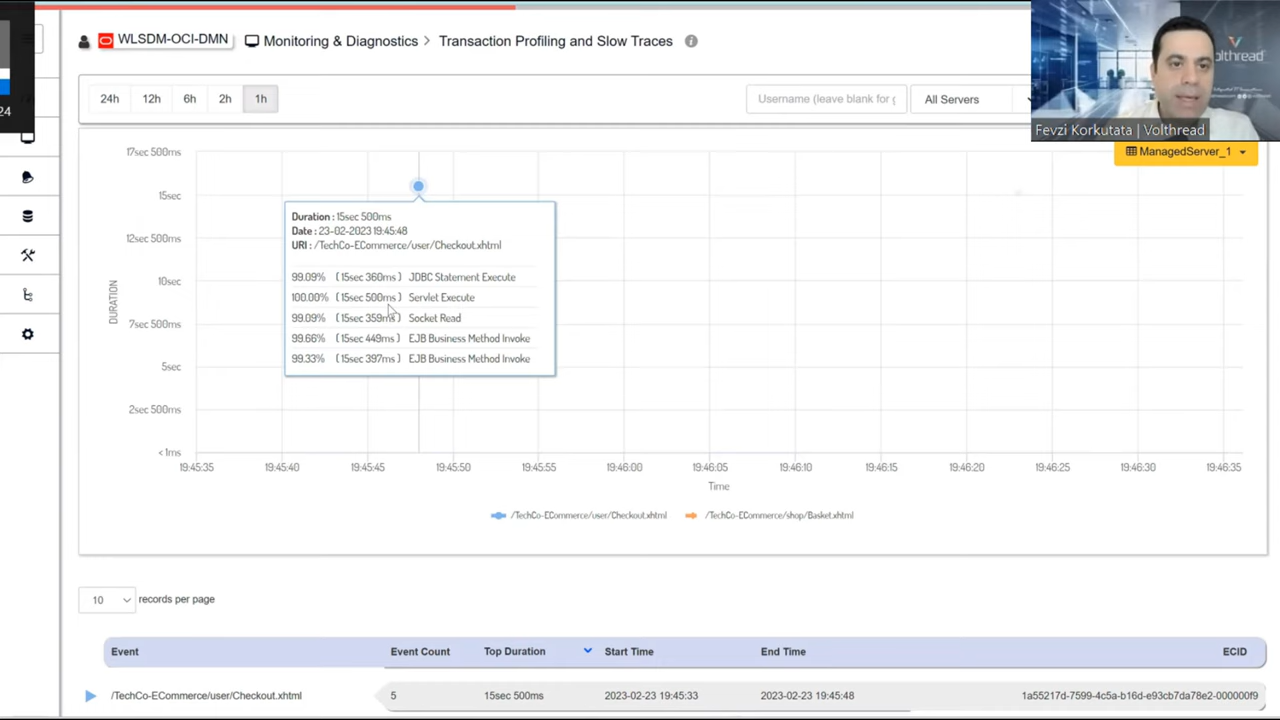 WLSDM-OCI-DMN
Monitoring & Diagnostics > Transaction Profiling and Slow Traces
24h 12h 6h 2h 1h
Username (leave blank for
All Servers
Fevzi Korkutata | Volthread
24
ManagedServer_1
17sec 500ms
15sec
12sec 500ms
10sec
7sec 500ms
5sec
2sec 500ms
<1ms
DURATION
Duration : 15sec 500ms
Date : 23-02-2023 19:45:48
URI : /TechCo-ECommerce/user/Checkout.xhtml
99.09% ( 15sec 360ms ) JDBC Statement Execute
100.00% ( 15sec 500ms ) Servlet Execute
99.09% ( 15sec 359ms ) Socket Read
99.66% ( 15sec 449ms ) EJB Business Method Invoke
99.33% ( 15sec 397ms ) EJB Business Method Invoke
19:45:35 19:45:40 19:45:45 19:45:50 19:45:55 19:46:00 19:46:05 19:46:10 19:46:15 19:46:20 19:46:25 19:46:30 19:46:35
Time
/TechCo-ECommerce/user/Checkout.xhtml /TechCo-ECommerce/shop/Basket.xhtml
10 records per page
Event Event Count Top Duration Start Time End Time ECID
/TechCo-ECommerce/user/Checkout.xhtml 5 15sec 500ms 2023-02-23 19:45:33 2023-02-23 19:45:48 1a55217d-7599-4c5a-b16d-e93cb7da78e2-000000f9